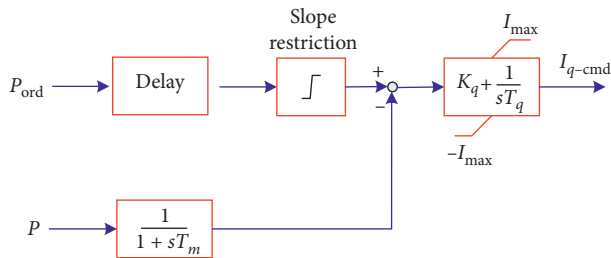 Slope
restriction
I_max
P_ord
Delay
+
−
K_q + 1/sT_q
I_q–cmd
–I_max
P
1/1 + sT_m